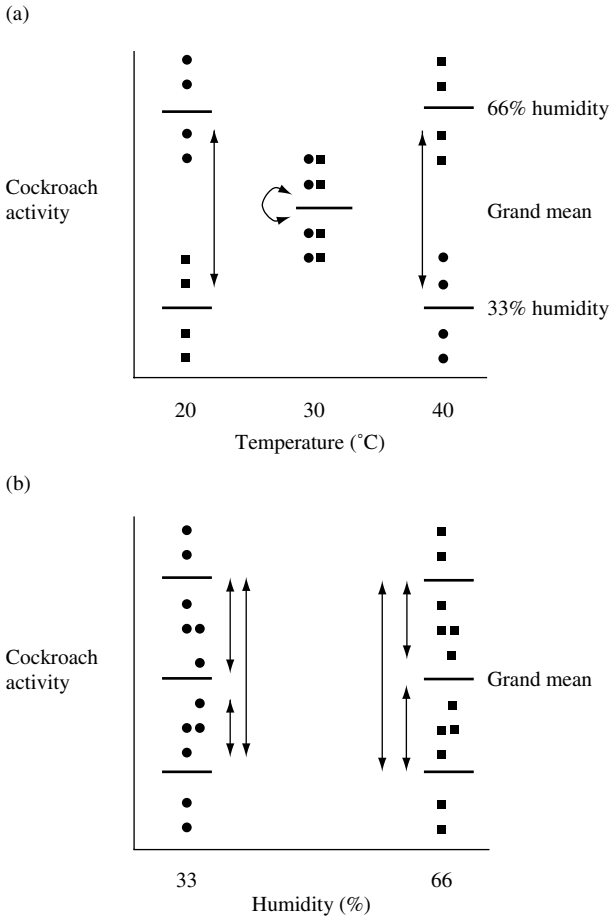 (a)
66% humidity
Cockroach
activity
Grand mean
33% humidity
20
30
40
Temperature (˚C)
(b)
Cockroach
activity
Grand mean
33
66
Humidity (%)